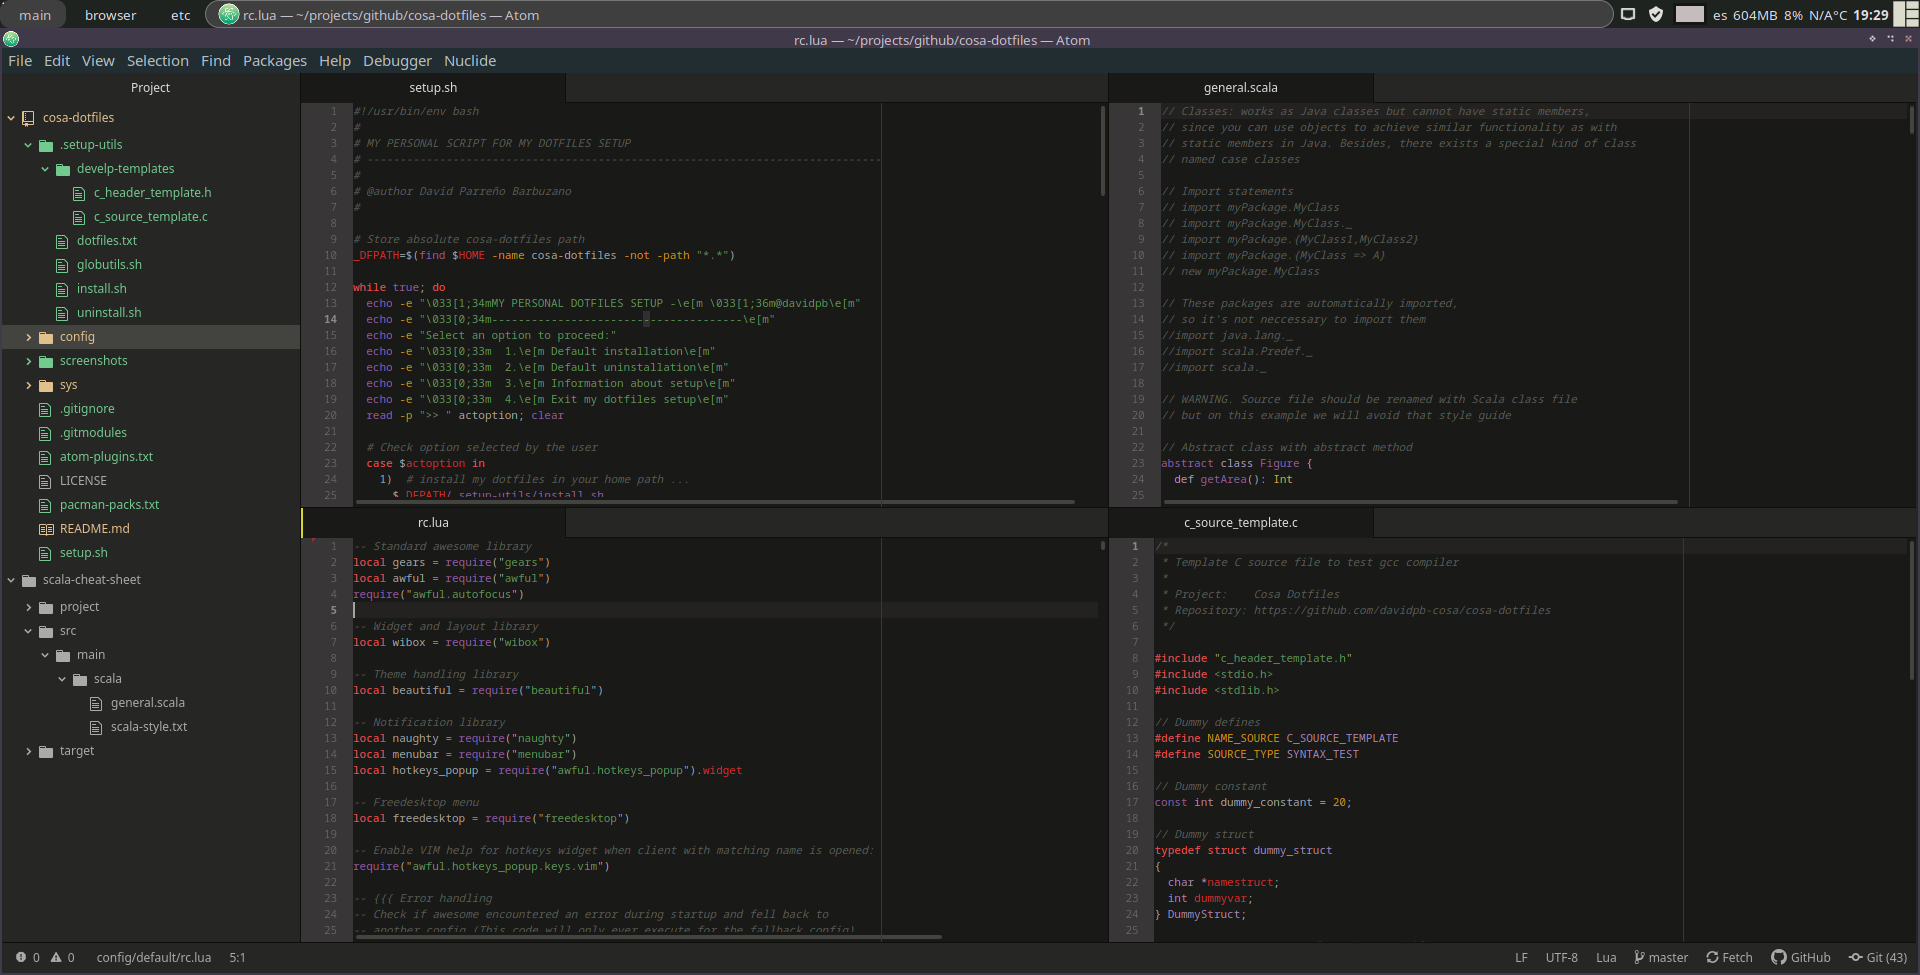 main browser etc rc.lua — ~/projects/github/cosa-dotfiles — Atom es 604MB 8% N/A°C 19:29
rc.lua — ~/projects/github/cosa-dotfiles — Atom
File Edit View Selection Find Packages Help Debugger Nuclide
Project
cosa-dotfiles
.setup-utils
develp-templates
c_header_template.h
c_source_template.c
dotfiles.txt
globutils.sh
install.sh
uninstall.sh
config
screenshots
sys
.gitignore
.gitmodules
atom-plugins.txt
LICENSE
pacman-packs.txt
README.md
setup.sh
scala-cheat-sheet
project
src
main
scala
general.scala
scala-style.txt
target
setup.sh
1 #!/usr/bin/env bash
2 #
3 # MY PERSONAL SCRIPT FOR MY DOTFILES SETUP
4 # ------------------------------------------------------------------------------
5 #
6 # @author David Parreño Barbuzano
7 #
8
9 # Store absolute cosa-dotfiles path
10 _DFPATH=$(find $HOME -name cosa-dotfiles -not -path "*.*")
11
12 while true; do
13 echo -e "\033[1;34mMY PERSONAL DOTFILES SETUP -\e[m \033[1;36m@davidpb\e[m"
14 echo -e "\033[0;34m--------------------------------------\e[m"
15 echo -e "Select an option to proceed:"
16 echo -e "\033[0;33m  1.\e[m Default installation\e[m"
17 echo -e "\033[0;33m  2.\e[m Default uninstallation\e[m"
18 echo -e "\033[0;33m  3.\e[m Information about setup\e[m"
19 echo -e "\033[0;33m  4.\e[m Exit my dotfiles setup\e[m"
20 read -p ">> " actoption; clear
21
22 # Check option selected by the user
23 case $actoption in
24 1)  # install my dotfiles in your home path ...
25 $_DFPATH/.setup-utils/install.sh
general.scala
1 // Classes: works as Java classes but cannot have static members,
2 // since you can use objects to achieve similar functionality as with
3 // static members in Java. Besides, there exists a special kind of class
4 // named case classes
5
6 // Import statements
7 // import myPackage.MyClass
8 // import myPackage.MyClass._
9 // import myPackage.{MyClass1,MyClass2}
10 // import myPackage.{MyClass => A}
11 // new myPackage.MyClass
12
13 // These packages are automatically imported,
14 // so it's not neccessary to import them
15 //import java.lang._
16 //import scala.Predef._
17 //import scala._
18
19 // WARNING. Source file should be renamed with Scala class file
20 // but on this example we will avoid that style guide
21
22 // Abstract class with abstract method
23 abstract class Figure {
24 def getArea(): Int
25
rc.lua
1 -- Standard awesome library
2 local gears = require("gears")
3 local awful = require("awful")
4 require("awful.autofocus")
5
6 -- Widget and layout library
7 local wibox = require("wibox")
8
9 -- Theme handling library
10 local beautiful = require("beautiful")
11
12 -- Notification library
13 local naughty = require("naughty")
14 local menubar = require("menubar")
15 local hotkeys_popup = require("awful.hotkeys_popup").widget
16
17 -- Freedesktop menu
18 local freedesktop = require("freedesktop")
19
20 -- Enable VIM help for hotkeys widget when client with matching name is opened:
21 require("awful.hotkeys_popup.keys.vim")
22
23 -- {{{ Error handling
24 -- Check if awesome encountered an error during startup and fell back to
25 -- another config (This code will only ever execute for the fallback config)
c_source_template.c
1 /*
2 * Template C source file to test gcc compiler
3 *
4 * Project:    Cosa Dotfiles
5 * Repository: https://github.com/davidpb-cosa/cosa-dotfiles
6 */
7
8 #include "c_header_template.h"
9 #include <stdio.h>
10 #include <stdlib.h>
11
12 // Dummy defines
13 #define NAME_SOURCE C_SOURCE_TEMPLATE
14 #define SOURCE_TYPE SYNTAX_TEST
15
16 // Dummy constant
17 const int dummy_constant = 20;
18
19 // Dummy struct
20 typedef struct dummy_struct
21 {
22 char *namestruct;
23 int dummyvar;
24 } DummyStruct;
25
0 0 config/default/rc.lua 5:1 LF UTF-8 Lua master Fetch GitHub Git (43)